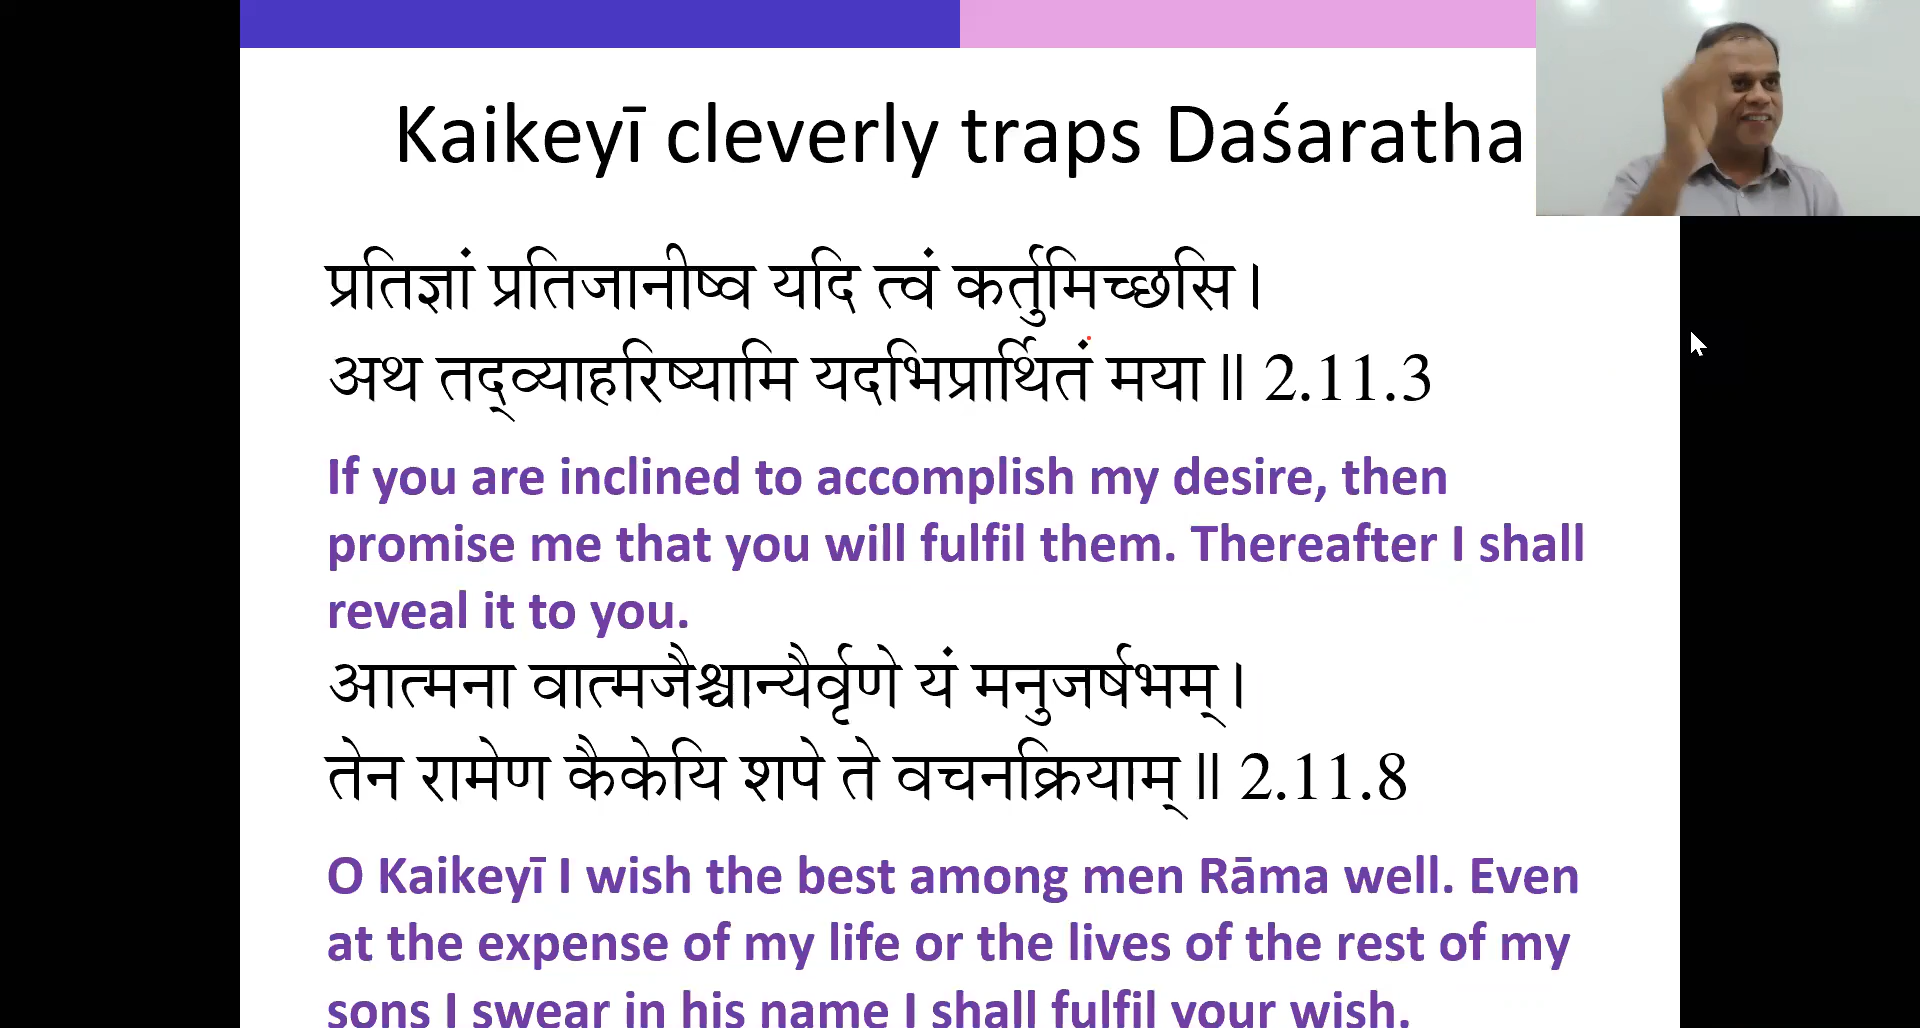 Kaikeyī cleverly traps Daśaratha
प्रतिज्ञां प्रतिजानीष्व यदि त्वं कर्तुमिच्छसि।
अथ तद्व्याहरिष्यामि यदभिप्रार्थितं मया॥ 2.11.3
If you are inclined to accomplish my desire, then
promise me that you will fulfil them. Thereafter I shall
reveal it to you.
आत्मना वात्मजैश्चान्यैर्वृणे यं मनुजर्षभम्।
तेन रामेण कैकेयि शपे ते वचनक्रियाम्॥ 2.11.8
O Kaikeyī I wish the best among men Rāma well. Even
at the expense of my life or the lives of the rest of my
sons I swear in his name I shall fulfil your wish.